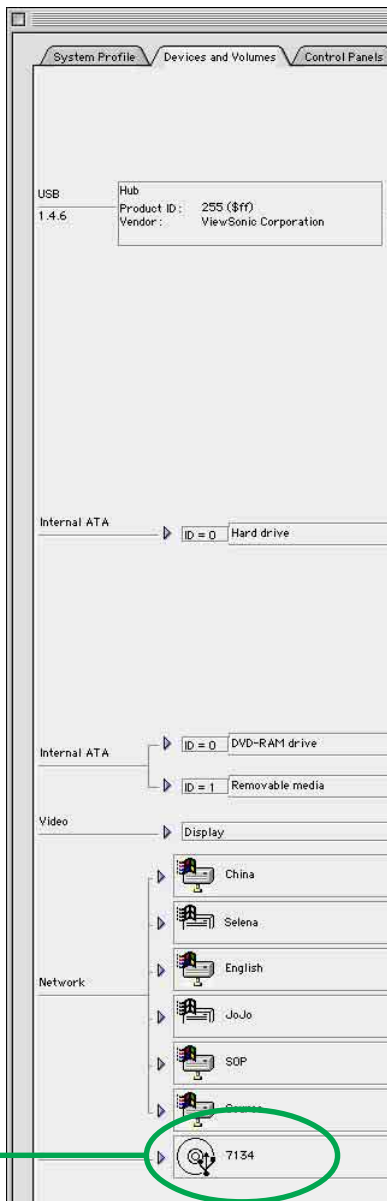 System Profile Devices and Volumes Control Panels
USB
1.4.6
Hub
Product ID: 255 ($ff)
Vendor: ViewSonic Corporation
Internal ATA
ID = 0 Hard drive
Internal ATA
ID = 0 DVD-RAM drive
ID = 1 Removable media
Video
Display
Network
China
Selena
English
JoJo
SOP
7134